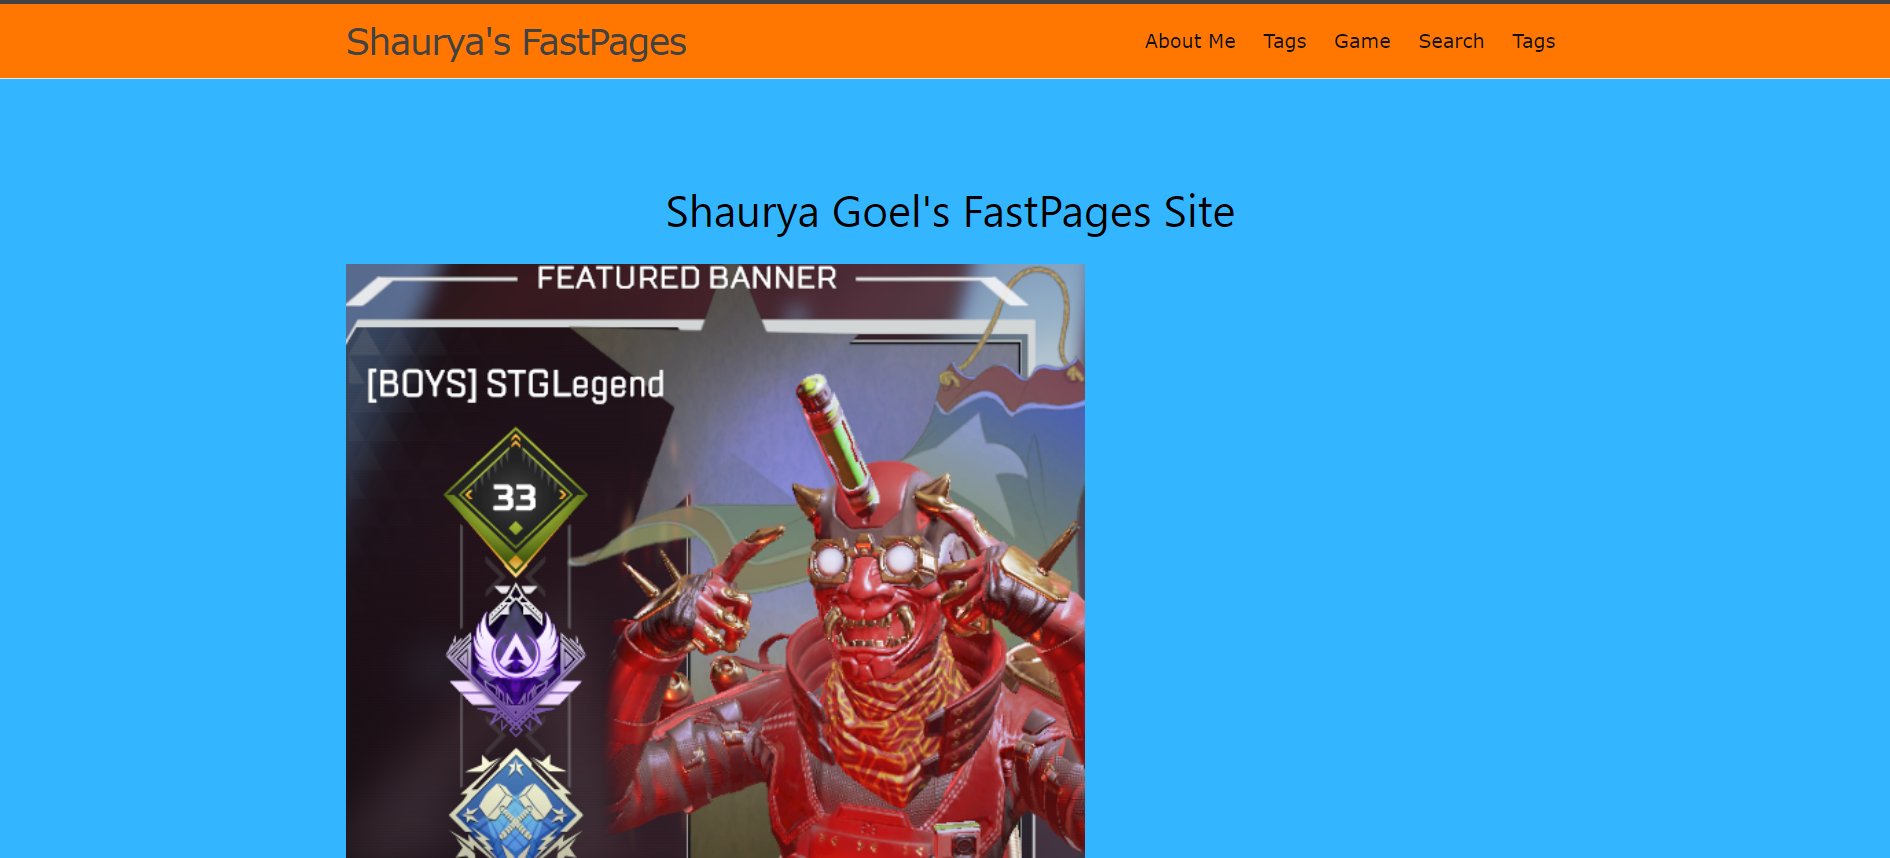 Shaurya's FastPages
About Me Tags Game Search Tags
Shaurya Goel's FastPages Site
FEATURED BANNER
[BOYS] STGLegend
33